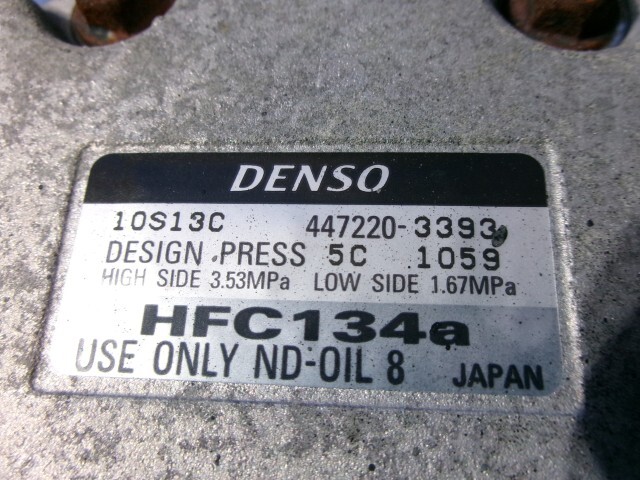 DENSO
10S13C 447220-3393
DESIGN PRESS 5C 1059
HIGH SIDE 3.53MPa LOW SIDE 1.67MPa
HFC134a
USE ONLY ND-OIL 8 JAPAN